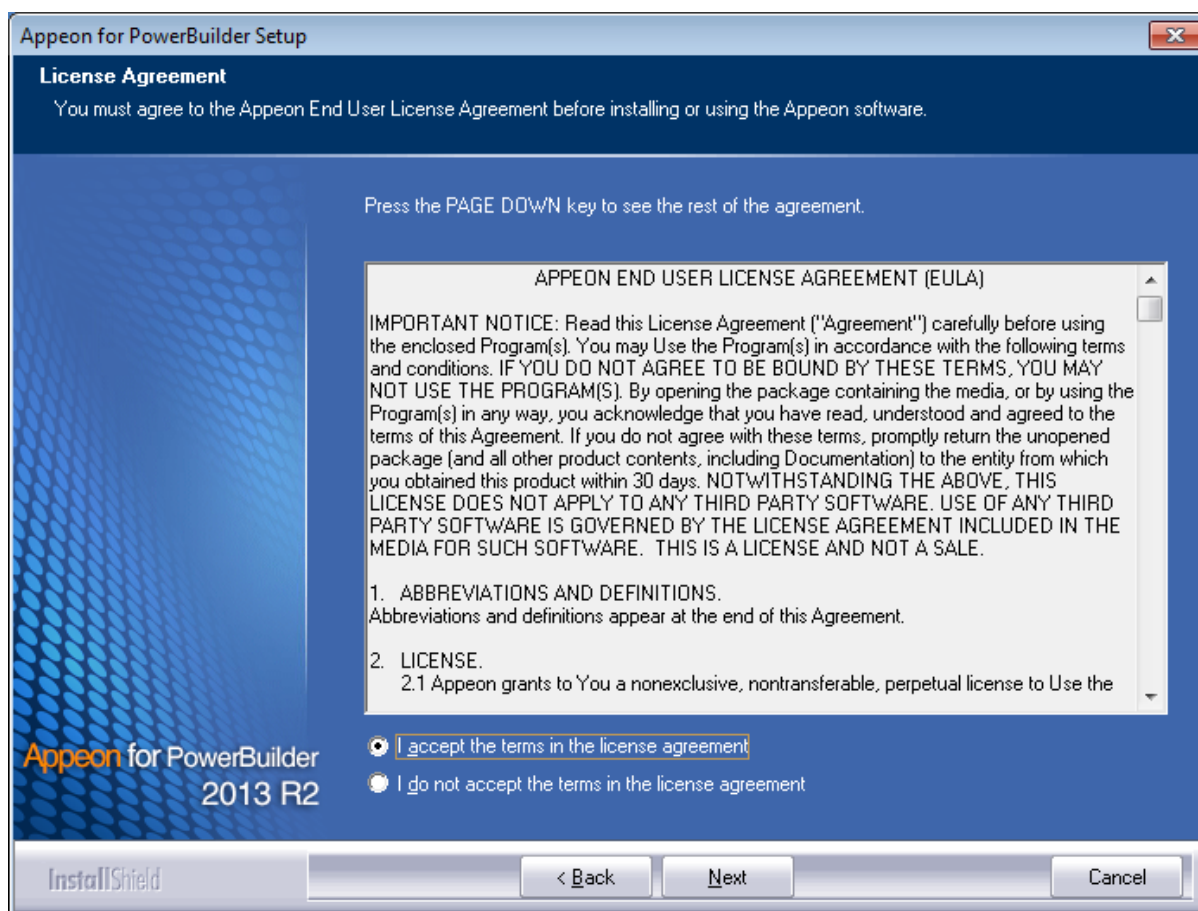 Appeon for PowerBuilder Setup
License Agreement
You must agree to the Appeon End User License Agreement before installing or using the Appeon software.
Press the PAGE DOWN key to see the rest of the agreement.
APPEON END USER LICENSE AGREEMENT (EULA)
IMPORTANT NOTICE: Read this License Agreement ("Agreement") carefully before using
the enclosed Program(s). You may Use the Program(s) in accordance with the following terms
and conditions. IF YOU DO NOT AGREE TO BE BOUND BY THESE TERMS, YOU MAY
NOT USE THE PROGRAM(S). By opening the package containing the media, or by using the
Program(s) in any way, you acknowledge that you have read, understood and agreed to the
terms of this Agreement. If you do not agree with these terms, promptly return the unopened
package (and all other product contents, including Documentation) to the entity from which
you obtained this product within 30 days. NOTWITHSTANDING THE ABOVE, THIS
LICENSE DOES NOT APPLY TO ANY THIRD PARTY SOFTWARE. USE OF ANY THIRD
PARTY SOFTWARE IS GOVERNED BY THE LICENSE AGREEMENT INCLUDED IN THE
MEDIA FOR SUCH SOFTWARE.  THIS IS A LICENSE AND NOT A SALE.
1.  ABBREVIATIONS AND DEFINITIONS.
Abbreviations and definitions appear at the end of this Agreement.
2.  LICENSE.
2.1 Appeon grants to You a nonexclusive, nontransferable, perpetual license to Use the
I accept the terms in the license agreement
I do not accept the terms in the license agreement
Appeon for PowerBuilder
2013 R2
InstallShield
< Back
Next
Cancel